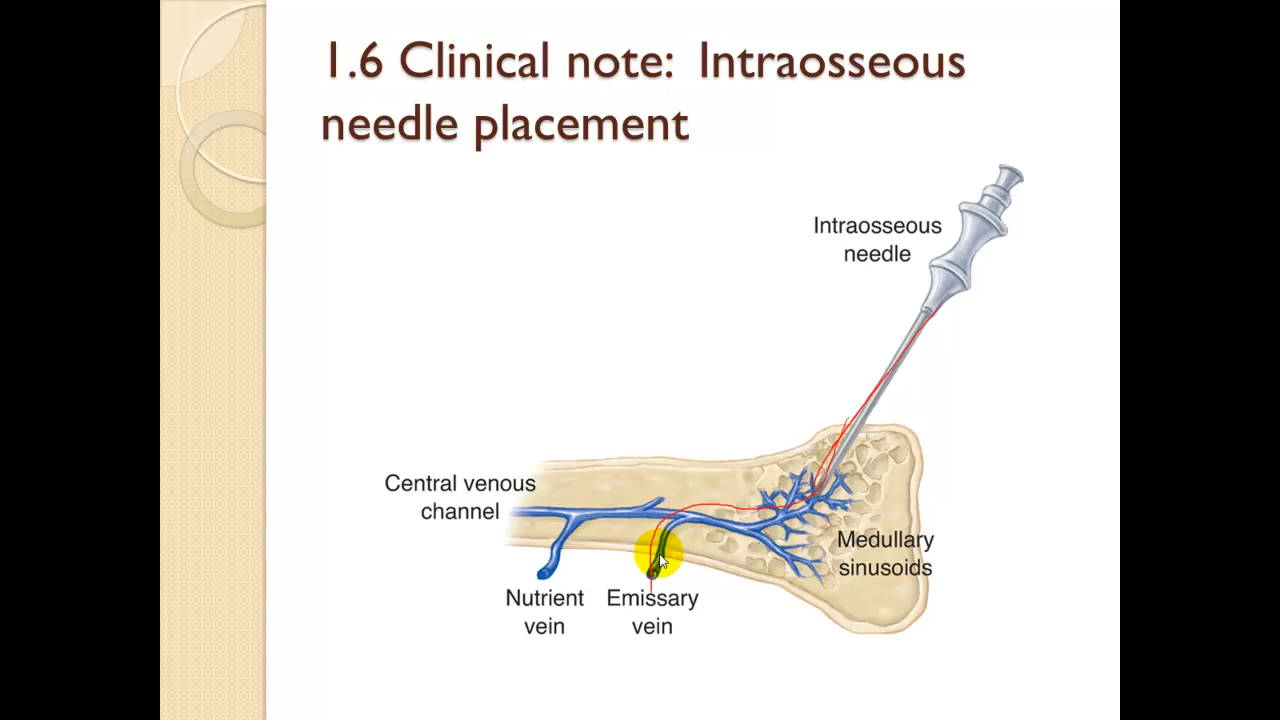 1.6 Clinical note: Intraosseous
needle placement
Intraosseous
needle
Central venous
channel
Medullary
sinusoids
Nutrient
vein
Emissary
vein